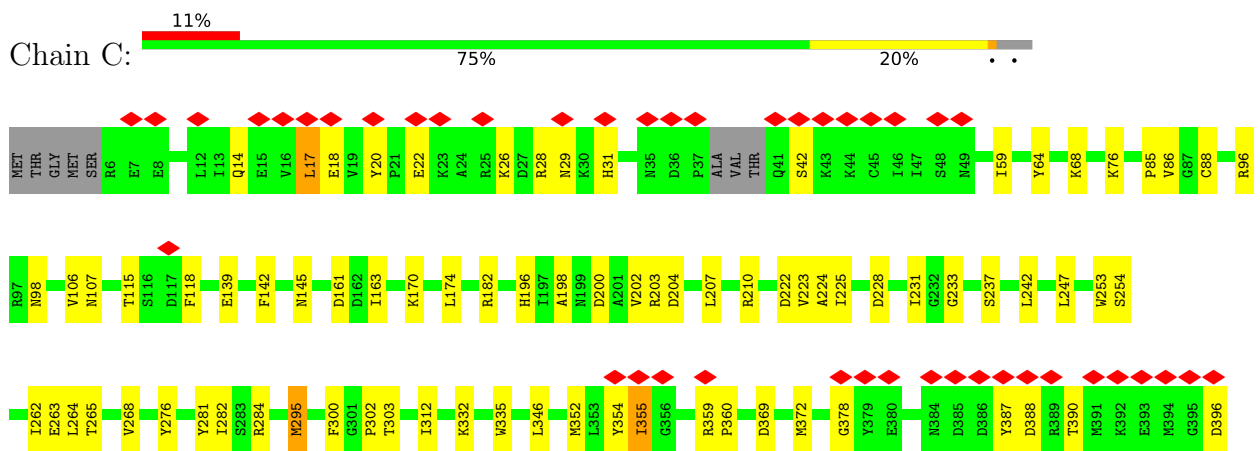 11%
Chain C:
75% 20% • •
MET THR GLY MET SER R6 E7 E8 L12 I13 Q14 E15 V16 L17 E18 V19 Y20 P21 E22 K23 A24 R25 K26 D27 R28 N29 K30 H31 N35 D36 P37 ALA VAL THR Q41 S42 K43 K44 C45 I46 I47 S48 N49 I59 Y64 K68 K76 P85 V86 G87 C88 R96
R97 N98 V106 N107 T115 S116 D117 F118 E139 F142 N145 D161 D162 I163 K170 L174 R182 H196 I197 A198 N199 D200 A201 V202 R203 D204 L207 R210 D222 V223 A224 I225 D228 I231 G232 G233 S237 L242 L247 W253 S254
I262 E263 L264 T265 V268 Y276 Y281 I282 S283 R284 M295 F300 G301 P302 T303 I312 K332 W335 L346 M352 L353 Y354 I355 G356 R359 P360 D369 M372 G378 Y379 E380 N384 D385 D386 Y387 D388 R389 T390 M391 K392 E393 M394 G395 D396